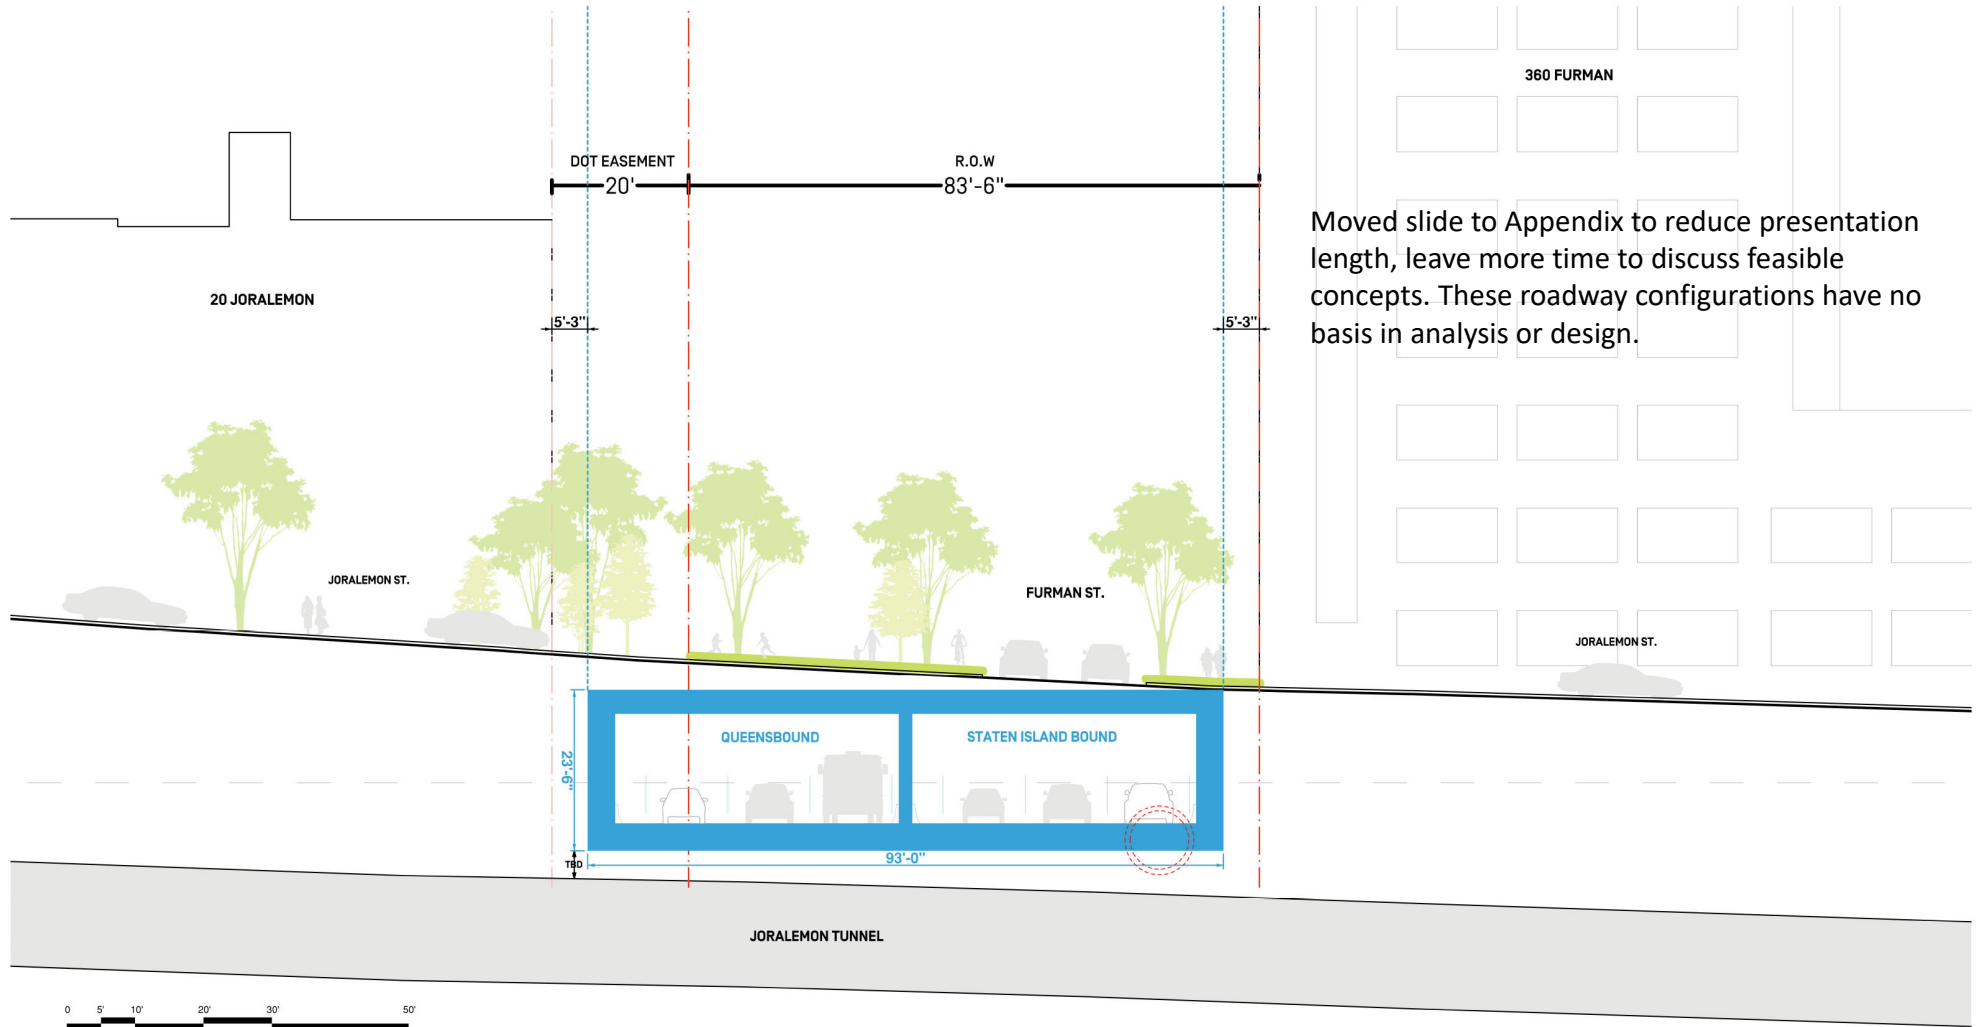 360 FURMAN
DOT EASEMENT
20'
R.O.W
83'-6"
Moved slide to Appendix to reduce presentation
length, leave more time to discuss feasible
concepts. These roadway configurations have no
basis in analysis or design.
20 JORALEMON
5'-3"
5'-3"
JORALEMON ST.
FURMAN ST.
JORALEMON ST.
QUEENSBOUND
STATEN ISLAND BOUND
23'-6"
TBD
93'-0"
JORALEMON TUNNEL
0 5' 10' 20' 30' 50'